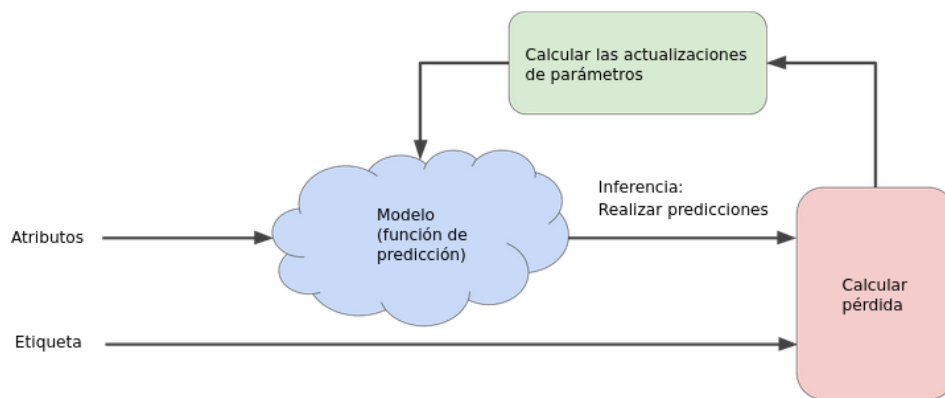 Calcular las actualizaciones
de parámetros
Inferencia:
Realizar predicciones
Modelo
(función de
predicción)
Atributos
Calcular
pérdida
Etiqueta